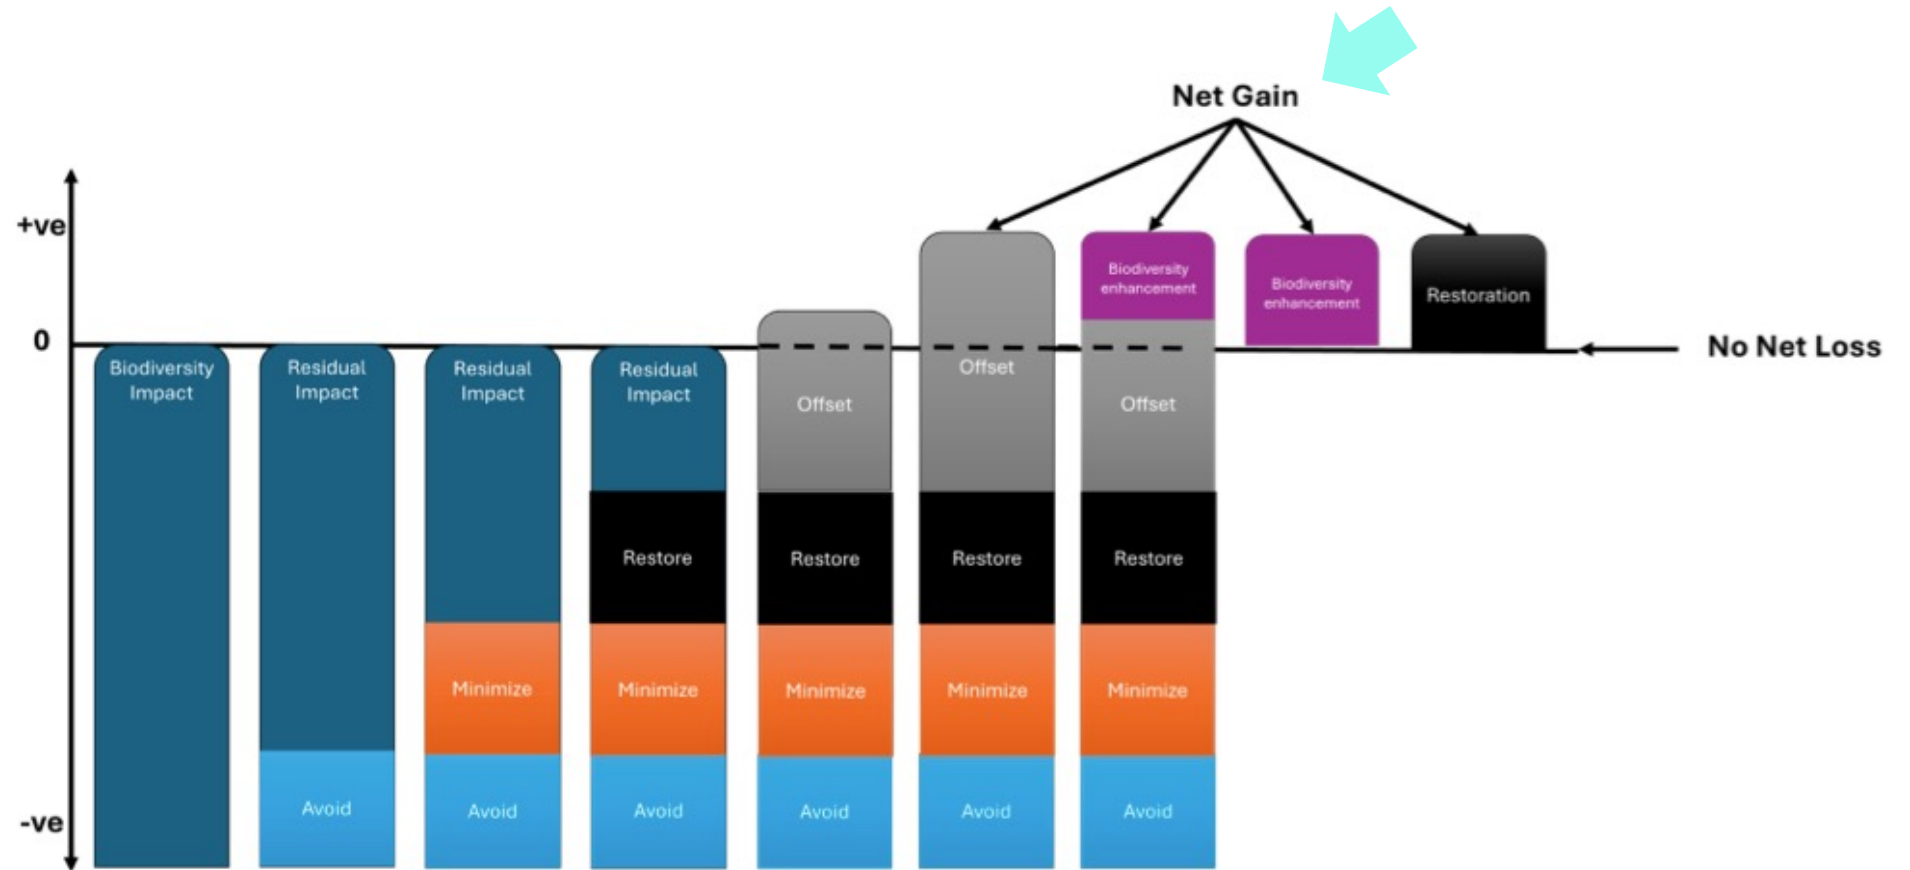 Net Gain
+ve
0
-ve
No Net Loss
Biodiversity
Impact
Residual
Impact
Avoid
Residual
Impact
Minimize
Avoid
Residual
Impact
Restore
Minimize
Avoid
Offset
Restore
Minimize
Avoid
Offset
Restore
Minimize
Avoid
Biodiversity
enhancement
Offset
Restore
Minimize
Avoid
Biodiversity
enhancement
Restoration